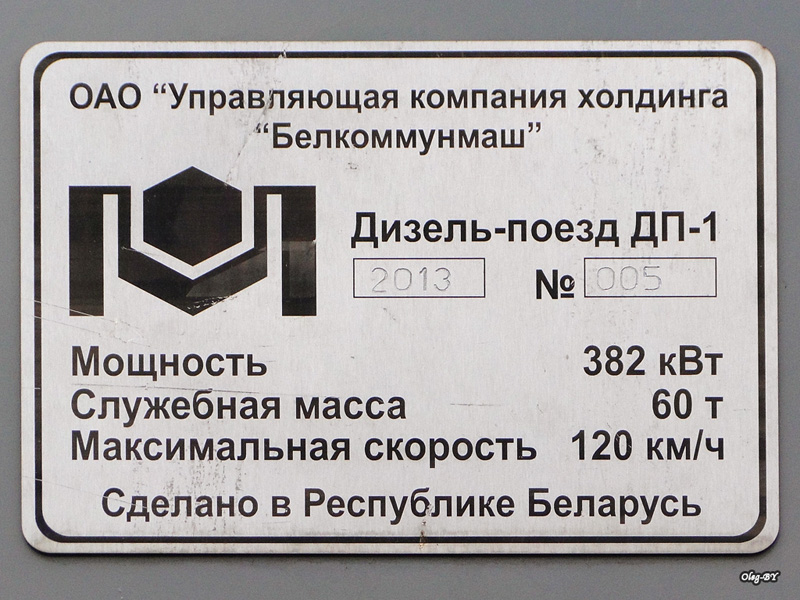 ОАО “Управляющая компания холдинга
“Белкоммунмаш”
Дизель-поезд ДП-1
2013 № 005
Мощность 382 кВт
Служебная масса 60 т
Максимальная скорость 120 км/ч
Сделано в Республике Беларусь
Oleg-BY